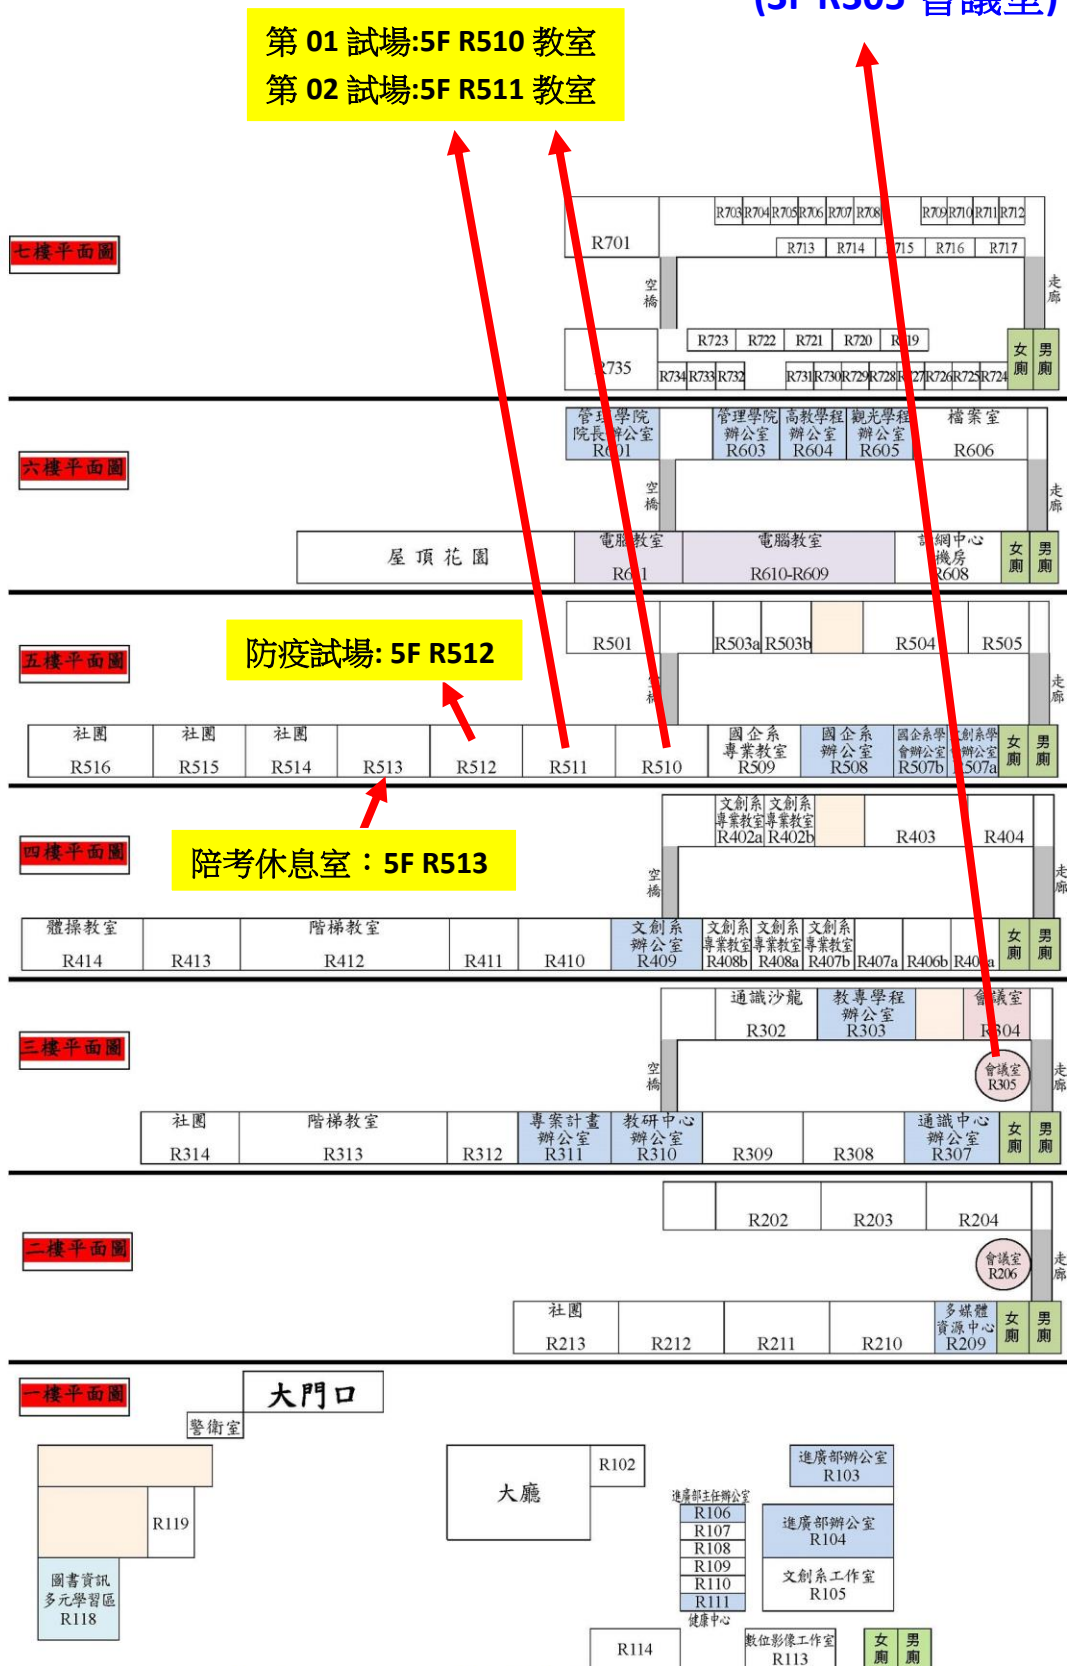 (3F R305 會議室)
第 01 試場:5F R510 教室
第 02 試場:5F R511 教室
七樓平面圖
R701
R703 R704 R705 R706 R707 R708 R709 R710 R711 R712
R713 R714 R715 R716 R717
空橋
走廊
R723 R722 R721 R720 R719
R735
R734 R733 R732 R731 R730 R729 R728 R727 R726 R725 R724
女廁
男廁
六樓平面圖
管理學院院長辦公室 R601
管理學院辦公室 R603
高教學程辦公室 R604
觀光學程辦公室 R605
檔案室 R606
空橋
走廊
屋頂花園
電腦教室 R611
電腦教室 R610-R609
計網中心機房 R608
女廁
男廁
五樓平面圖
防疫試場: 5F R512
R501
R503a
R503b
R504
R505
空橋
走廊
社團 R516
社團 R515
社團 R514
R513
R512
R511
R510
國企系專業教室 R509
國企系辦公室 R508
國企系學會辦公室 R507b
文創系學會辦公室 R507a
女廁
男廁
四樓平面圖
陪考休息室：5F R513
文創系專業教室 R402a
文創系專業教室 R402b
R403
R404
空橋
走廊
體操教室 R414
R413
階梯教室 R412
R411
R410
文創系辦公室 R409
文創系專業教室 R408b
文創系專業教室 R408a
文創系專業教室 R407b
R407a
R406b
R406a
女廁
男廁
三樓平面圖
通識沙龍 R302
教專學程辦公室 R303
會議室 R304
會議室 R305
空橋
走廊
社團 R314
階梯教室 R313
R312
專案計畫辦公室 R311
教研中心辦公室 R310
R309
R308
通識中心辦公室 R307
女廁
男廁
二樓平面圖
R202
R203
R204
會議室 R206
走廊
社團 R213
R212
R211
R210
多媒體資源中心 R209
女廁
男廁
一樓平面圖
大門口
警衛室
R119
圖書資訊多元學習區 R118
大廳
R102
進廣部辦公室 R103
進廣部主任辦公室
R106
R107
R108
R109
R110
R111
健康中心
進廣部辦公室 R104
文創系工作室 R105
R114
數位影像工作室 R113
女廁
男廁